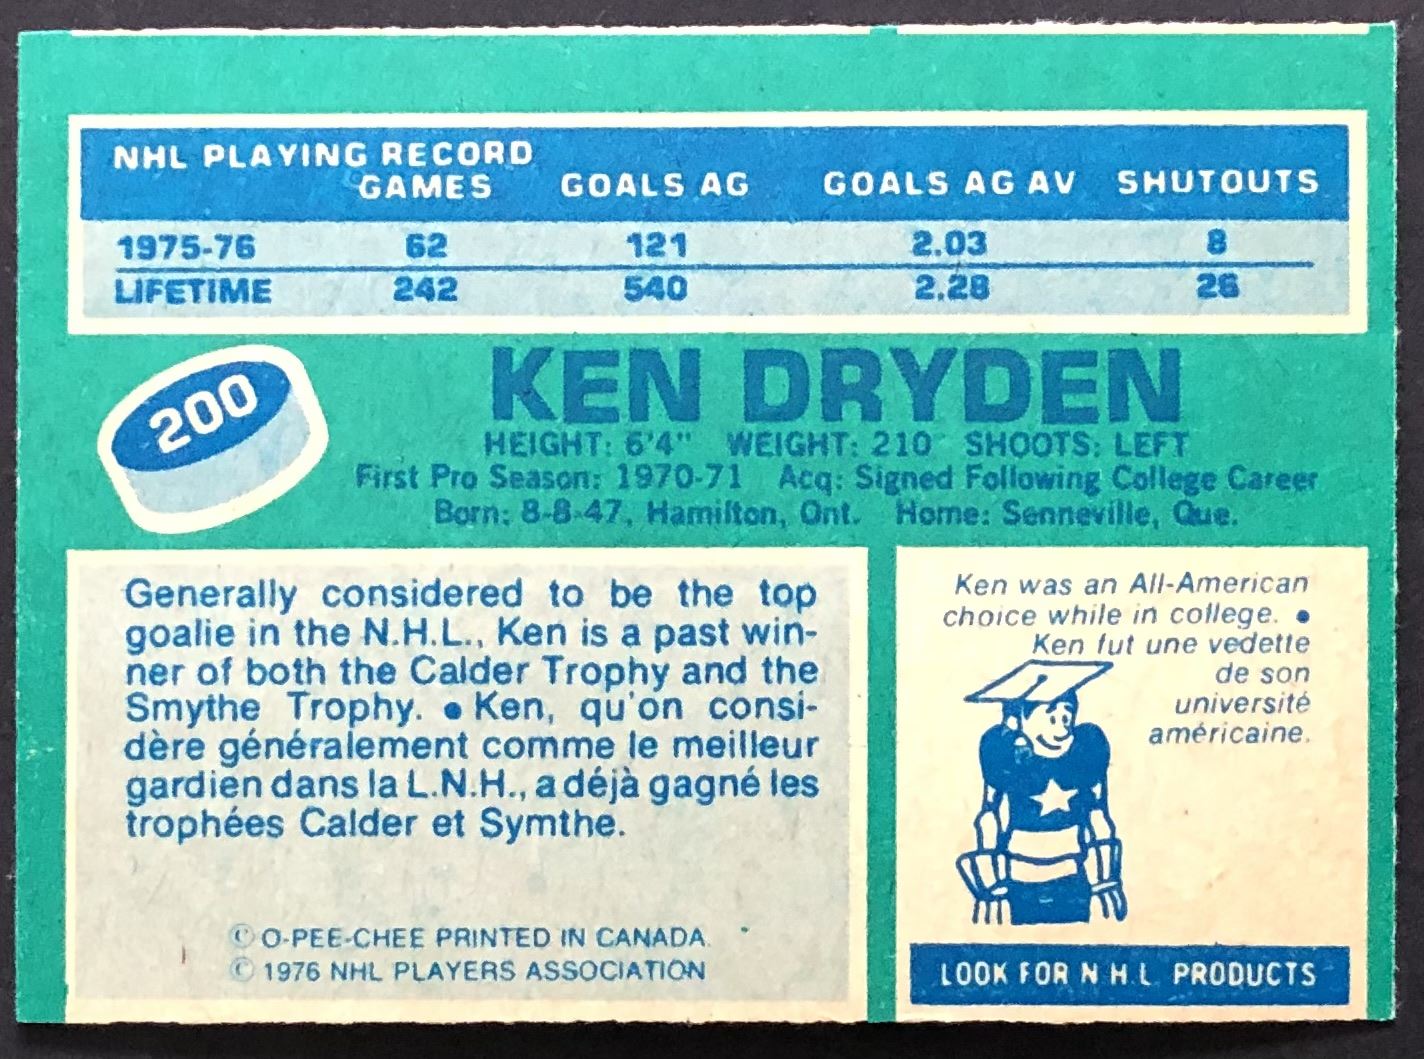 NHL PLAYING RECORD
GAMES GOALS AG GOALS AG AV SHUTOUTS
1975-76 62 121 2.03 8
LIFETIME 242 540 2.28 26
200
KEN DRYDEN
HEIGHT: 6'4" WEIGHT: 210 SHOOTS: LEFT
First Pro Season: 1970-71 Acq: Signed Following College Career
Born: 8-8-47, Hamilton, Ont. Home: Senneville, Que.
Generally considered to be the top
goalie in the N.H.L., Ken is a past win-
ner of both the Calder Trophy and the
Smythe Trophy. • Ken, qu'on consi-
dère généralement comme le meilleur
gardien dans la L.N.H., a déjà gagné les
trophées Calder et Symthe.
© O-PEE-CHEE PRINTED IN CANADA
© 1976 NHL PLAYERS ASSOCIATION
Ken was an All-American
choice while in college. •
Ken fut une vedette
de son
université
américaine.
LOOK FOR N H L PRODUCTS